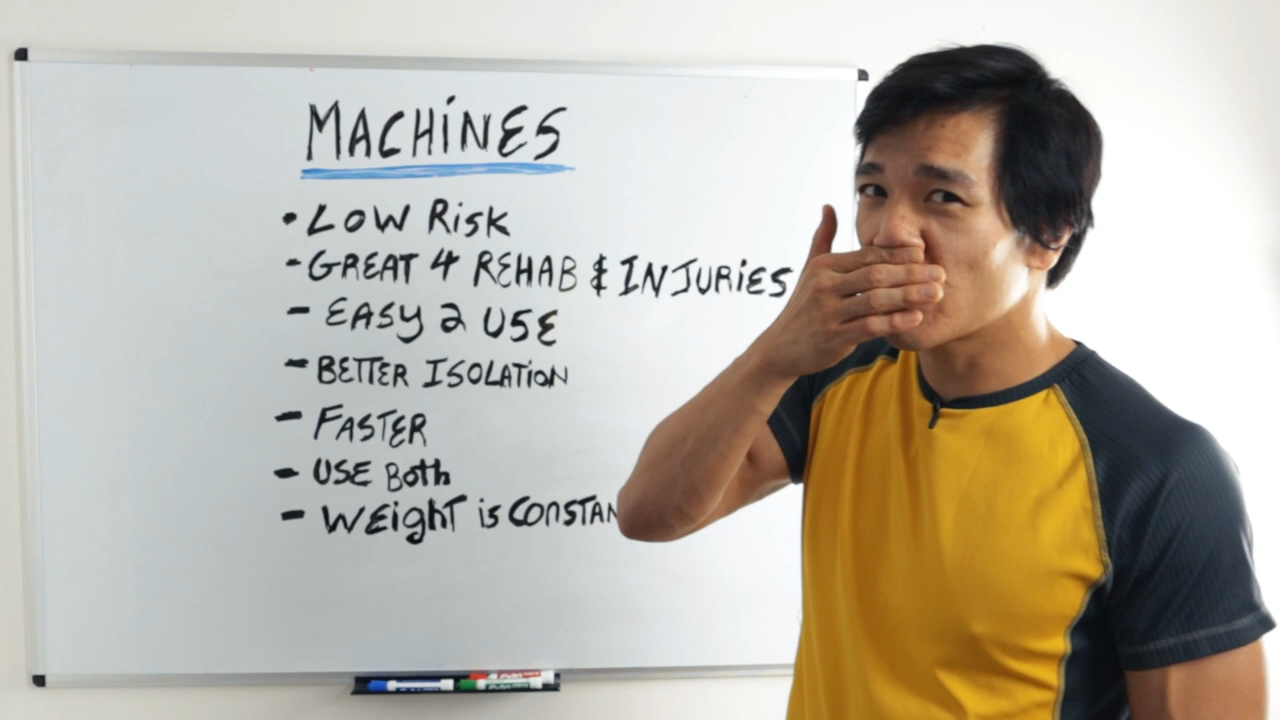 MACHINES
• LOW RISK
- GREAT 4 REHAB & INJURIES
- EASY 2 USE
- BETTER ISOLATION
- FASTER
- USE Both
- WEIGHT is CONSTAN